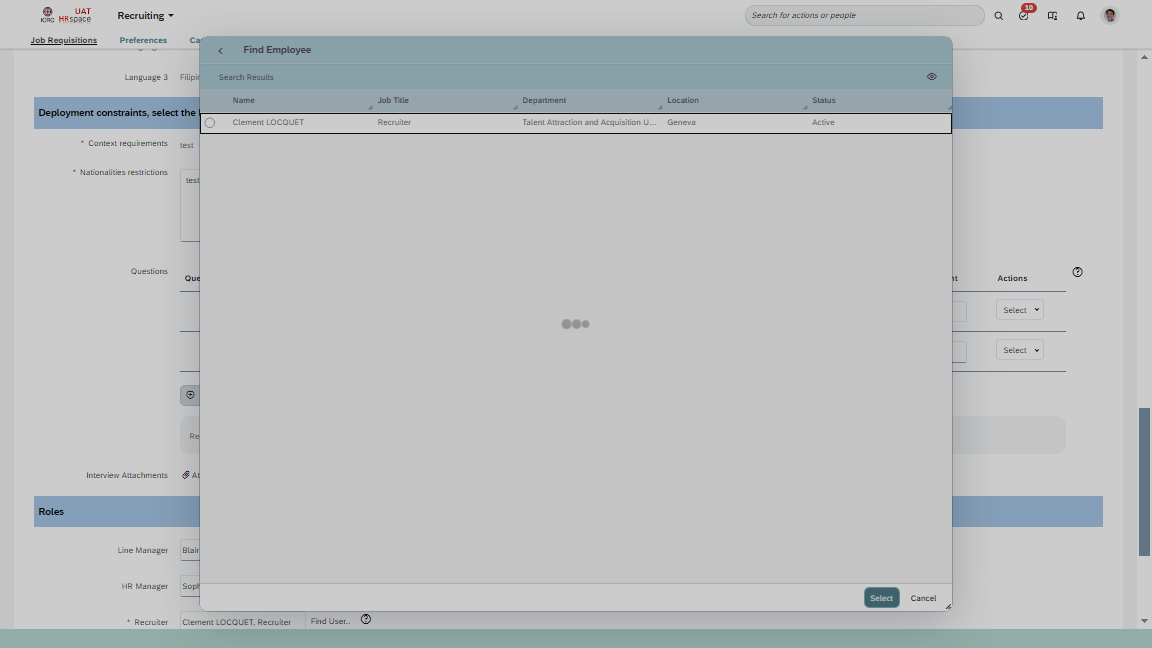 ICRC UAT HRspace
Recruiting
Search for actions or people
10
Job Requisitions
Preferences
Find Employee
Search Results
Language 3
Name
Job Title
Department
Location
Status
Clement LOCQUET
Recruiter
Talent Attraction and Acquisition U...
Geneva
Active
Deployment constraints, select the
* Context requirements
test
* Nationalities restrictions
test
Questions
Que
nt
Actions
Select
Select
Re
Interview Attachments
At
Roles
Line Manager
Blair
HR Manager
Soph
Select
Cancel
* Recruiter
Clement LOCQUET, Recruiter
Find User..